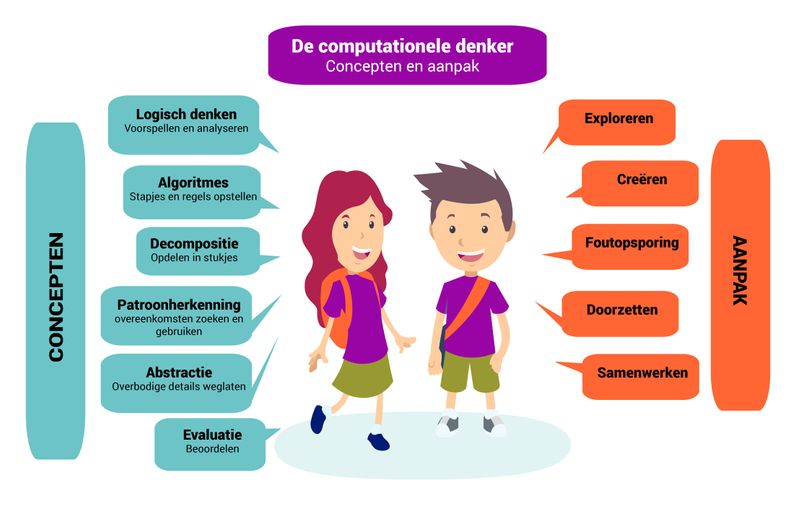 De computationele denker
Concepten en aanpak
CONCEPTEN
Logisch denken
Voorspellen en analyseren
Algoritmes
Stapjes en regels opstellen
Decompositie
Opdelen in stukjes
Patroonherkenning
overeenkomsten zoeken en
gebruiken
Abstractie
Overbodige details weglaten
Evaluatie
Beoordelen
Exploreren
Creëren
Foutopsporing
Doorzetten
Samenwerken
AANPAK